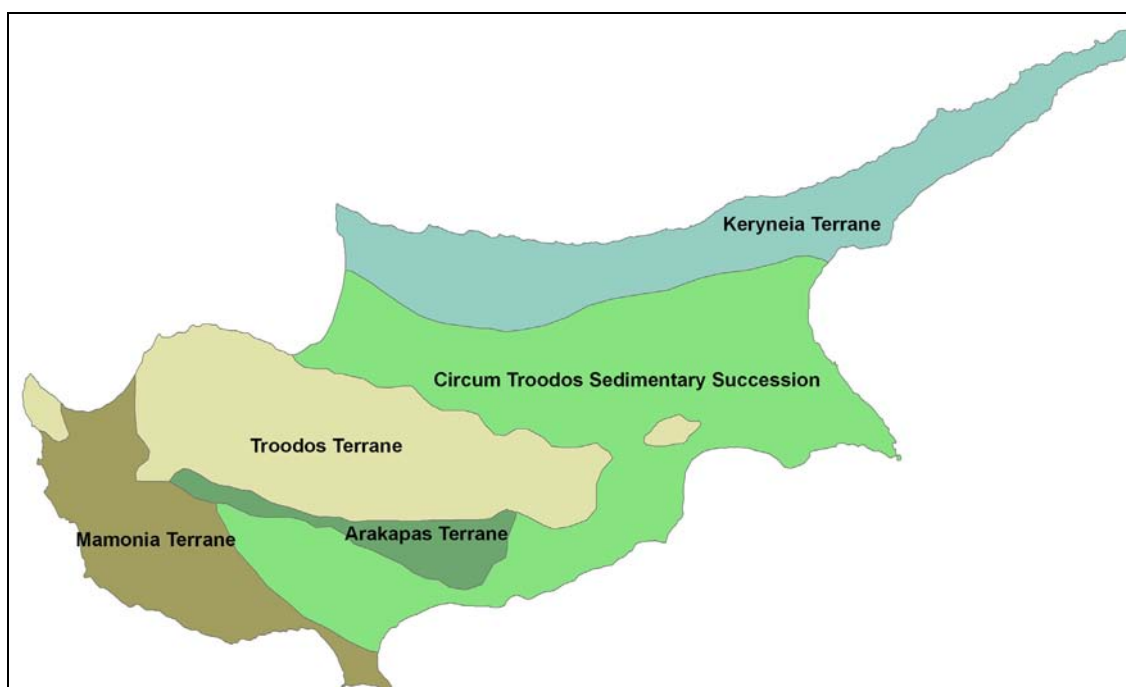 Keryneia Terrane
Circum Troodos Sedimentary Succession
Troodos Terrane
Arakapas Terrane
Mamonia Terrane